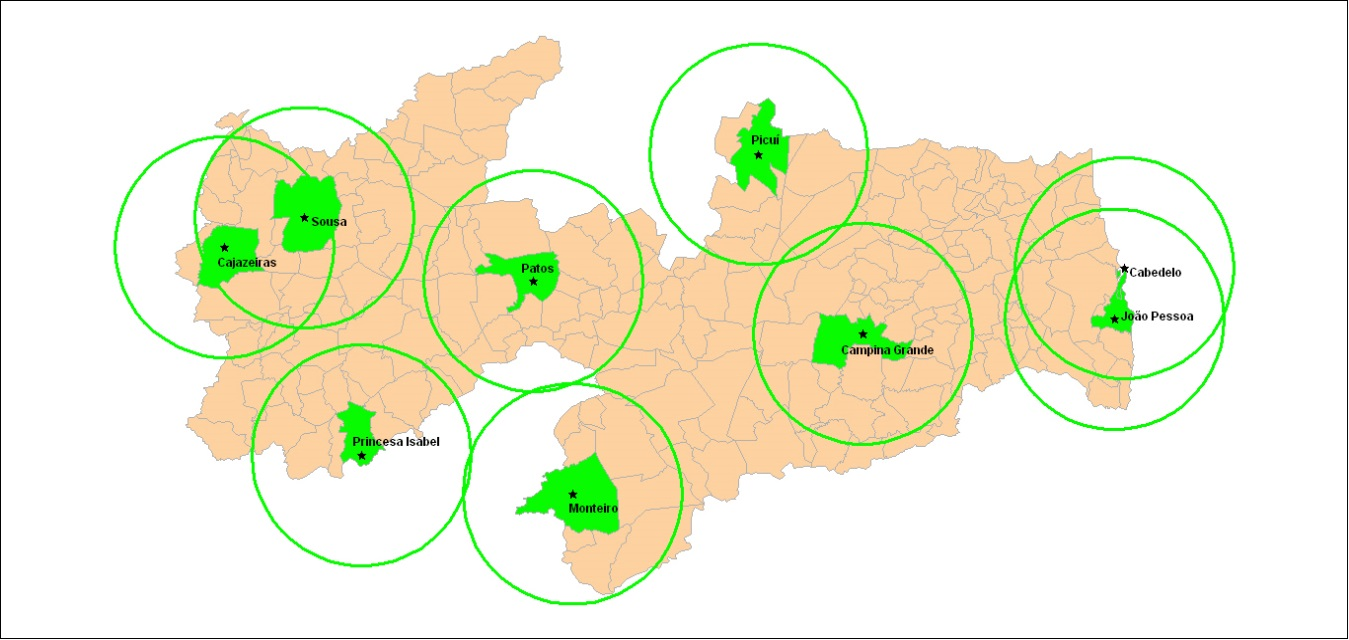 Picuí
Sousa
Cajazeiras
Patos
Cabedelo
João Pessoa
Campina Grande
Princesa Isabel
Monteiro